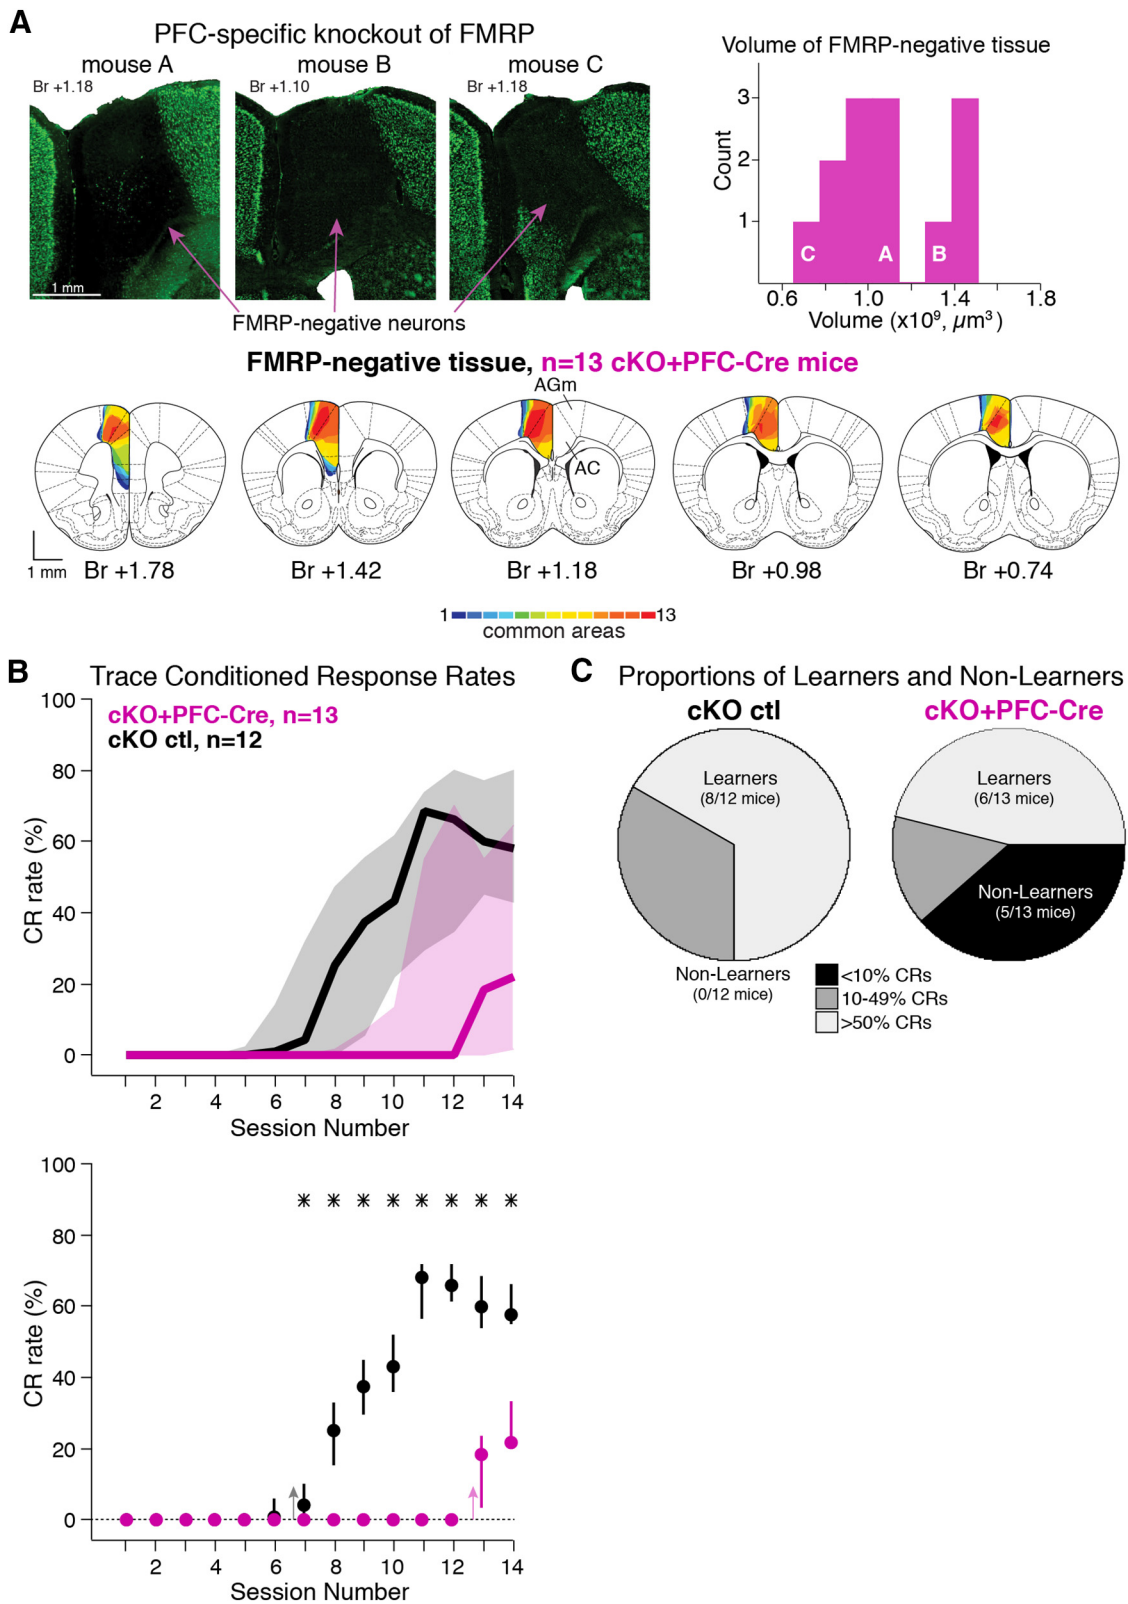 A
PFC-specific knockout of FMRP
mouse A
mouse B
mouse C
Br +1.18
Br +1.10
Br +1.18
1 mm
FMRP-negative neurons
Volume of FMRP-negative tissue
Count
3
2
1
C
A
B
0.6
1.0
1.4
1.8
Volume (x10⁹, µm³)
FMRP-negative tissue, n=13 cKO+PFC-Cre mice
AGm
AC
1 mm
Br +1.78
Br +1.42
Br +1.18
Br +0.98
Br +0.74
1
13
common areas
B
Trace Conditioned Response Rates
cKO+PFC-Cre, n=13
cKO ctl, n=12
CR rate (%)
100
80
60
40
20
0
2
4
6
8
10
12
14
Session Number
CR rate (%)
100
80
60
40
20
0
* * * * * * * *
2
4
6
8
10
12
14
Session Number
C
Proportions of Learners and Non-Learners
cKO ctl
cKO+PFC-Cre
Learners
(8/12 mice)
Non-Learners
(0/12 mice)
Learners
(6/13 mice)
Non-Learners
(5/13 mice)
<10% CRs
10-49% CRs
>50% CRs